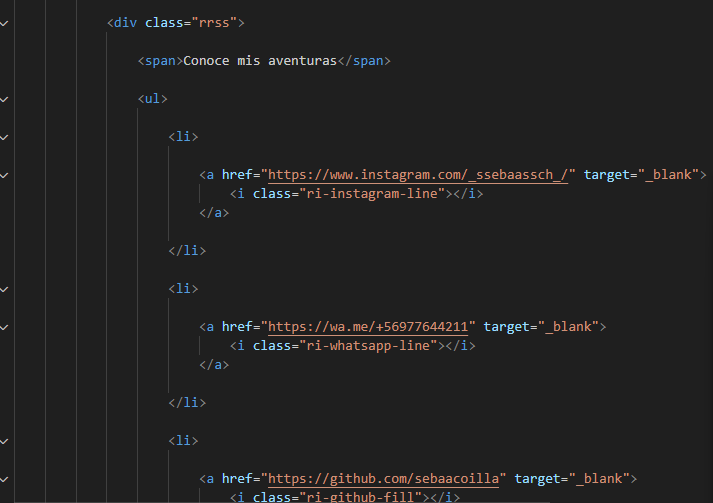 <div class="rrss">
<span>Conoce mis aventuras</span>
<ul>
<li>
<a href="https://www.instagram.com/_ssebaassch_/" target="_blank">
<i class="ri-instagram-line"></i>
</a>
</li>
<li>
<a href="https://wa.me/+56977644211" target="_blank">
<i class="ri-whatsapp-line"></i>
</a>
</li>
<li>
<a href="https://github.com/sebaacoilla" target="_blank">
<i class="ri-github-fill"></i>